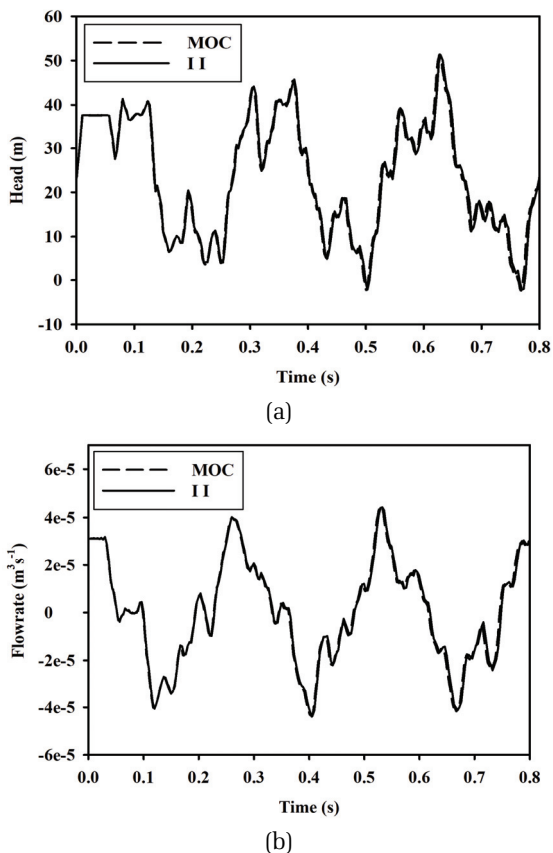 60
50
40
30
20
10
0
-10
Head (m)
MOC
I I
0.0 0.1 0.2 0.3 0.4 0.5 0.6 0.7 0.8
Time (s)
(a)
6e-5
4e-5
2e-5
0
-2e-5
-4e-5
-6e-5
Flowrate (m³s⁻¹)
MOC
I I
0.0 0.1 0.2 0.3 0.4 0.5 0.6 0.7 0.8
Time (s)
(b)